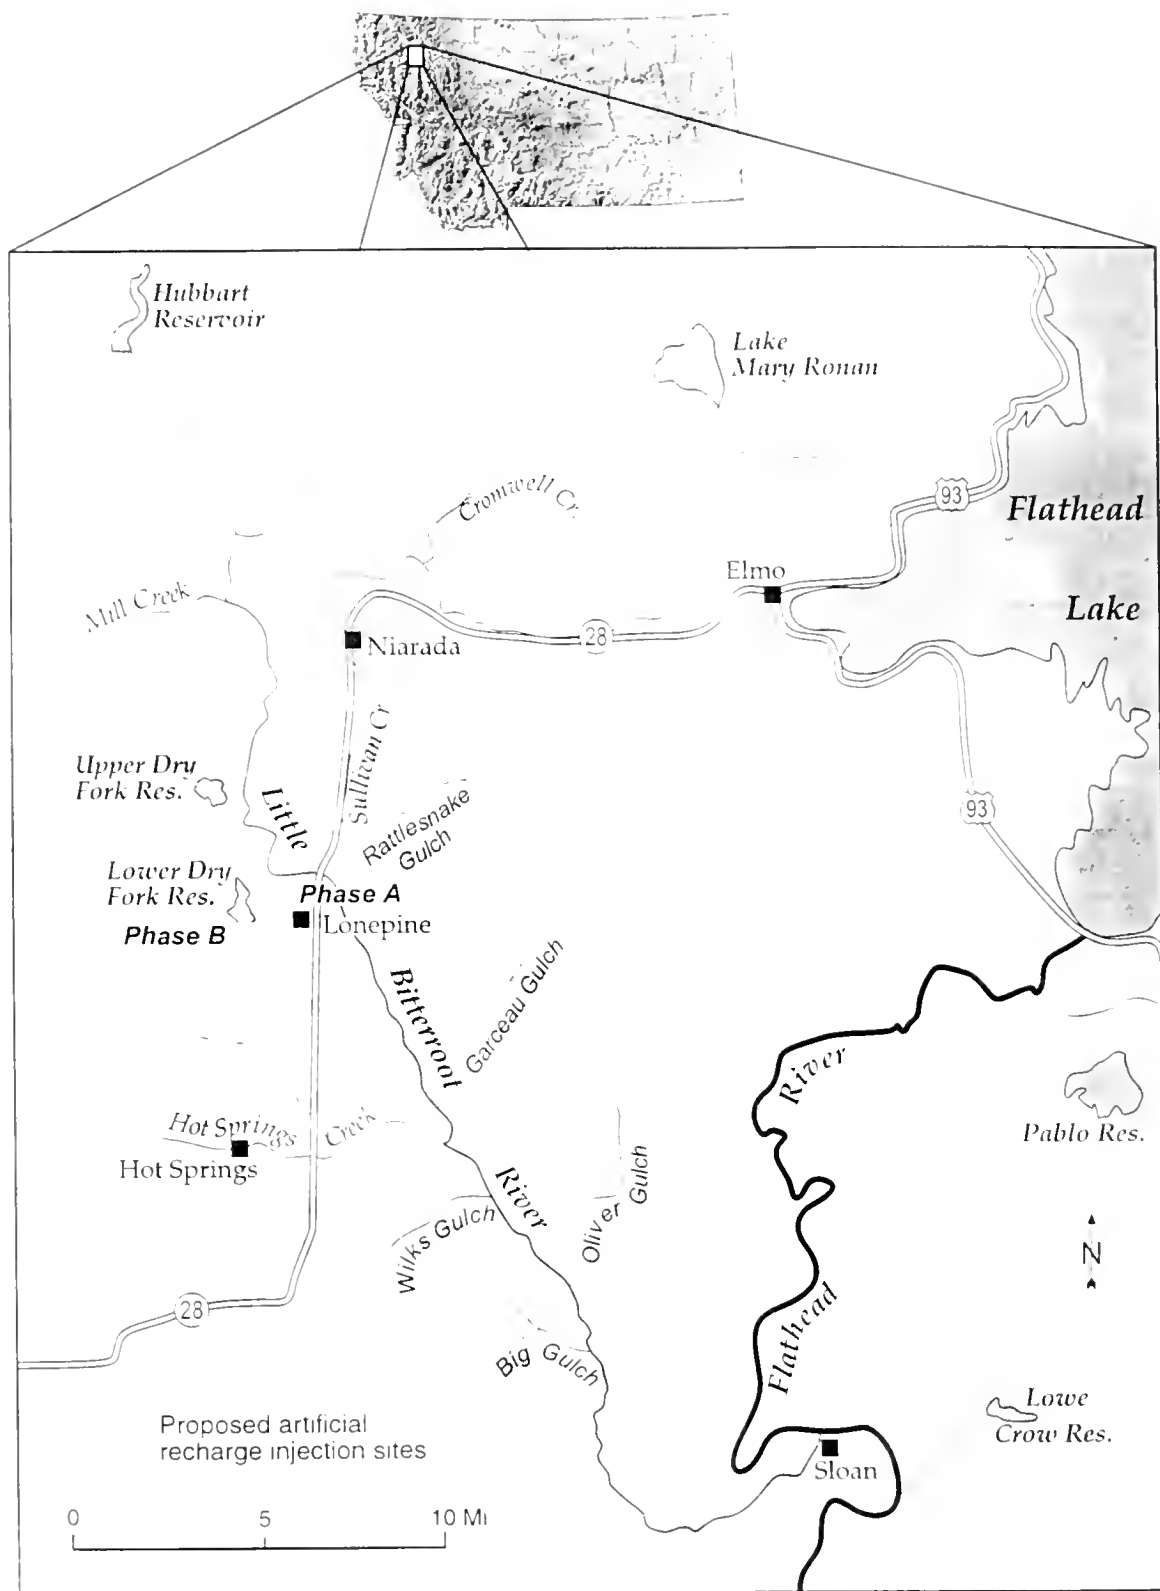 Hubbart
Reservoir
Lake
Mary Ronan
Cromwell Cr.
93
Flathead
Lake
Elmo
Mill Creek
Niarada
28
Sullivan Cr
Upper Dry
Fork Res.
Little
Rattlesnake
Gulch
93
Lower Dry
Fork Res.
Phase A
Lonepine
Phase B
Bitterroot
Garceau Gulch
River
Pablo Res.
Hot Springs Creek
Hot Springs
River
Oliver Gulch
Wilks Gulch
N
28
Flathead
Big Gulch
Lowe
Crow Res.
Proposed artificial
recharge injection sites
Sloan
0 5 10 Mi